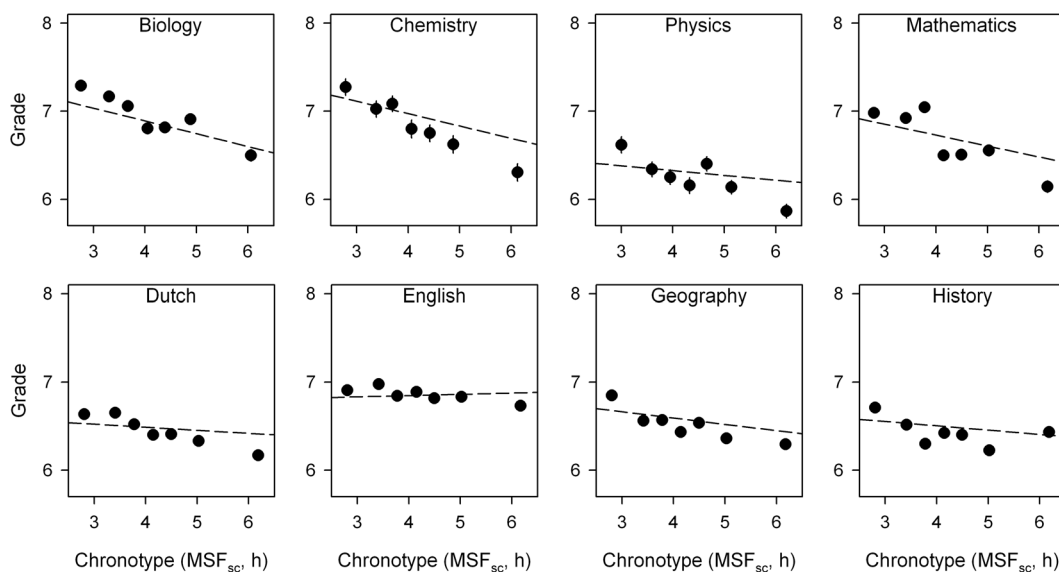 Biology Chemistry Physics Mathematics
8 8 8 8
7 7 7 7
6 6 6 6
Grade
3 4 5 6 3 4 5 6 3 4 5 6 3 4 5 6
Dutch English Geography History
8 8 8 8
7 7 7 7
6 6 6 6
Grade
3 4 5 6 3 4 5 6 3 4 5 6 3 4 5 6
Chronotype (MSFsc, h) Chronotype (MSFsc, h) Chronotype (MSFsc, h) Chronotype (MSFsc, h)